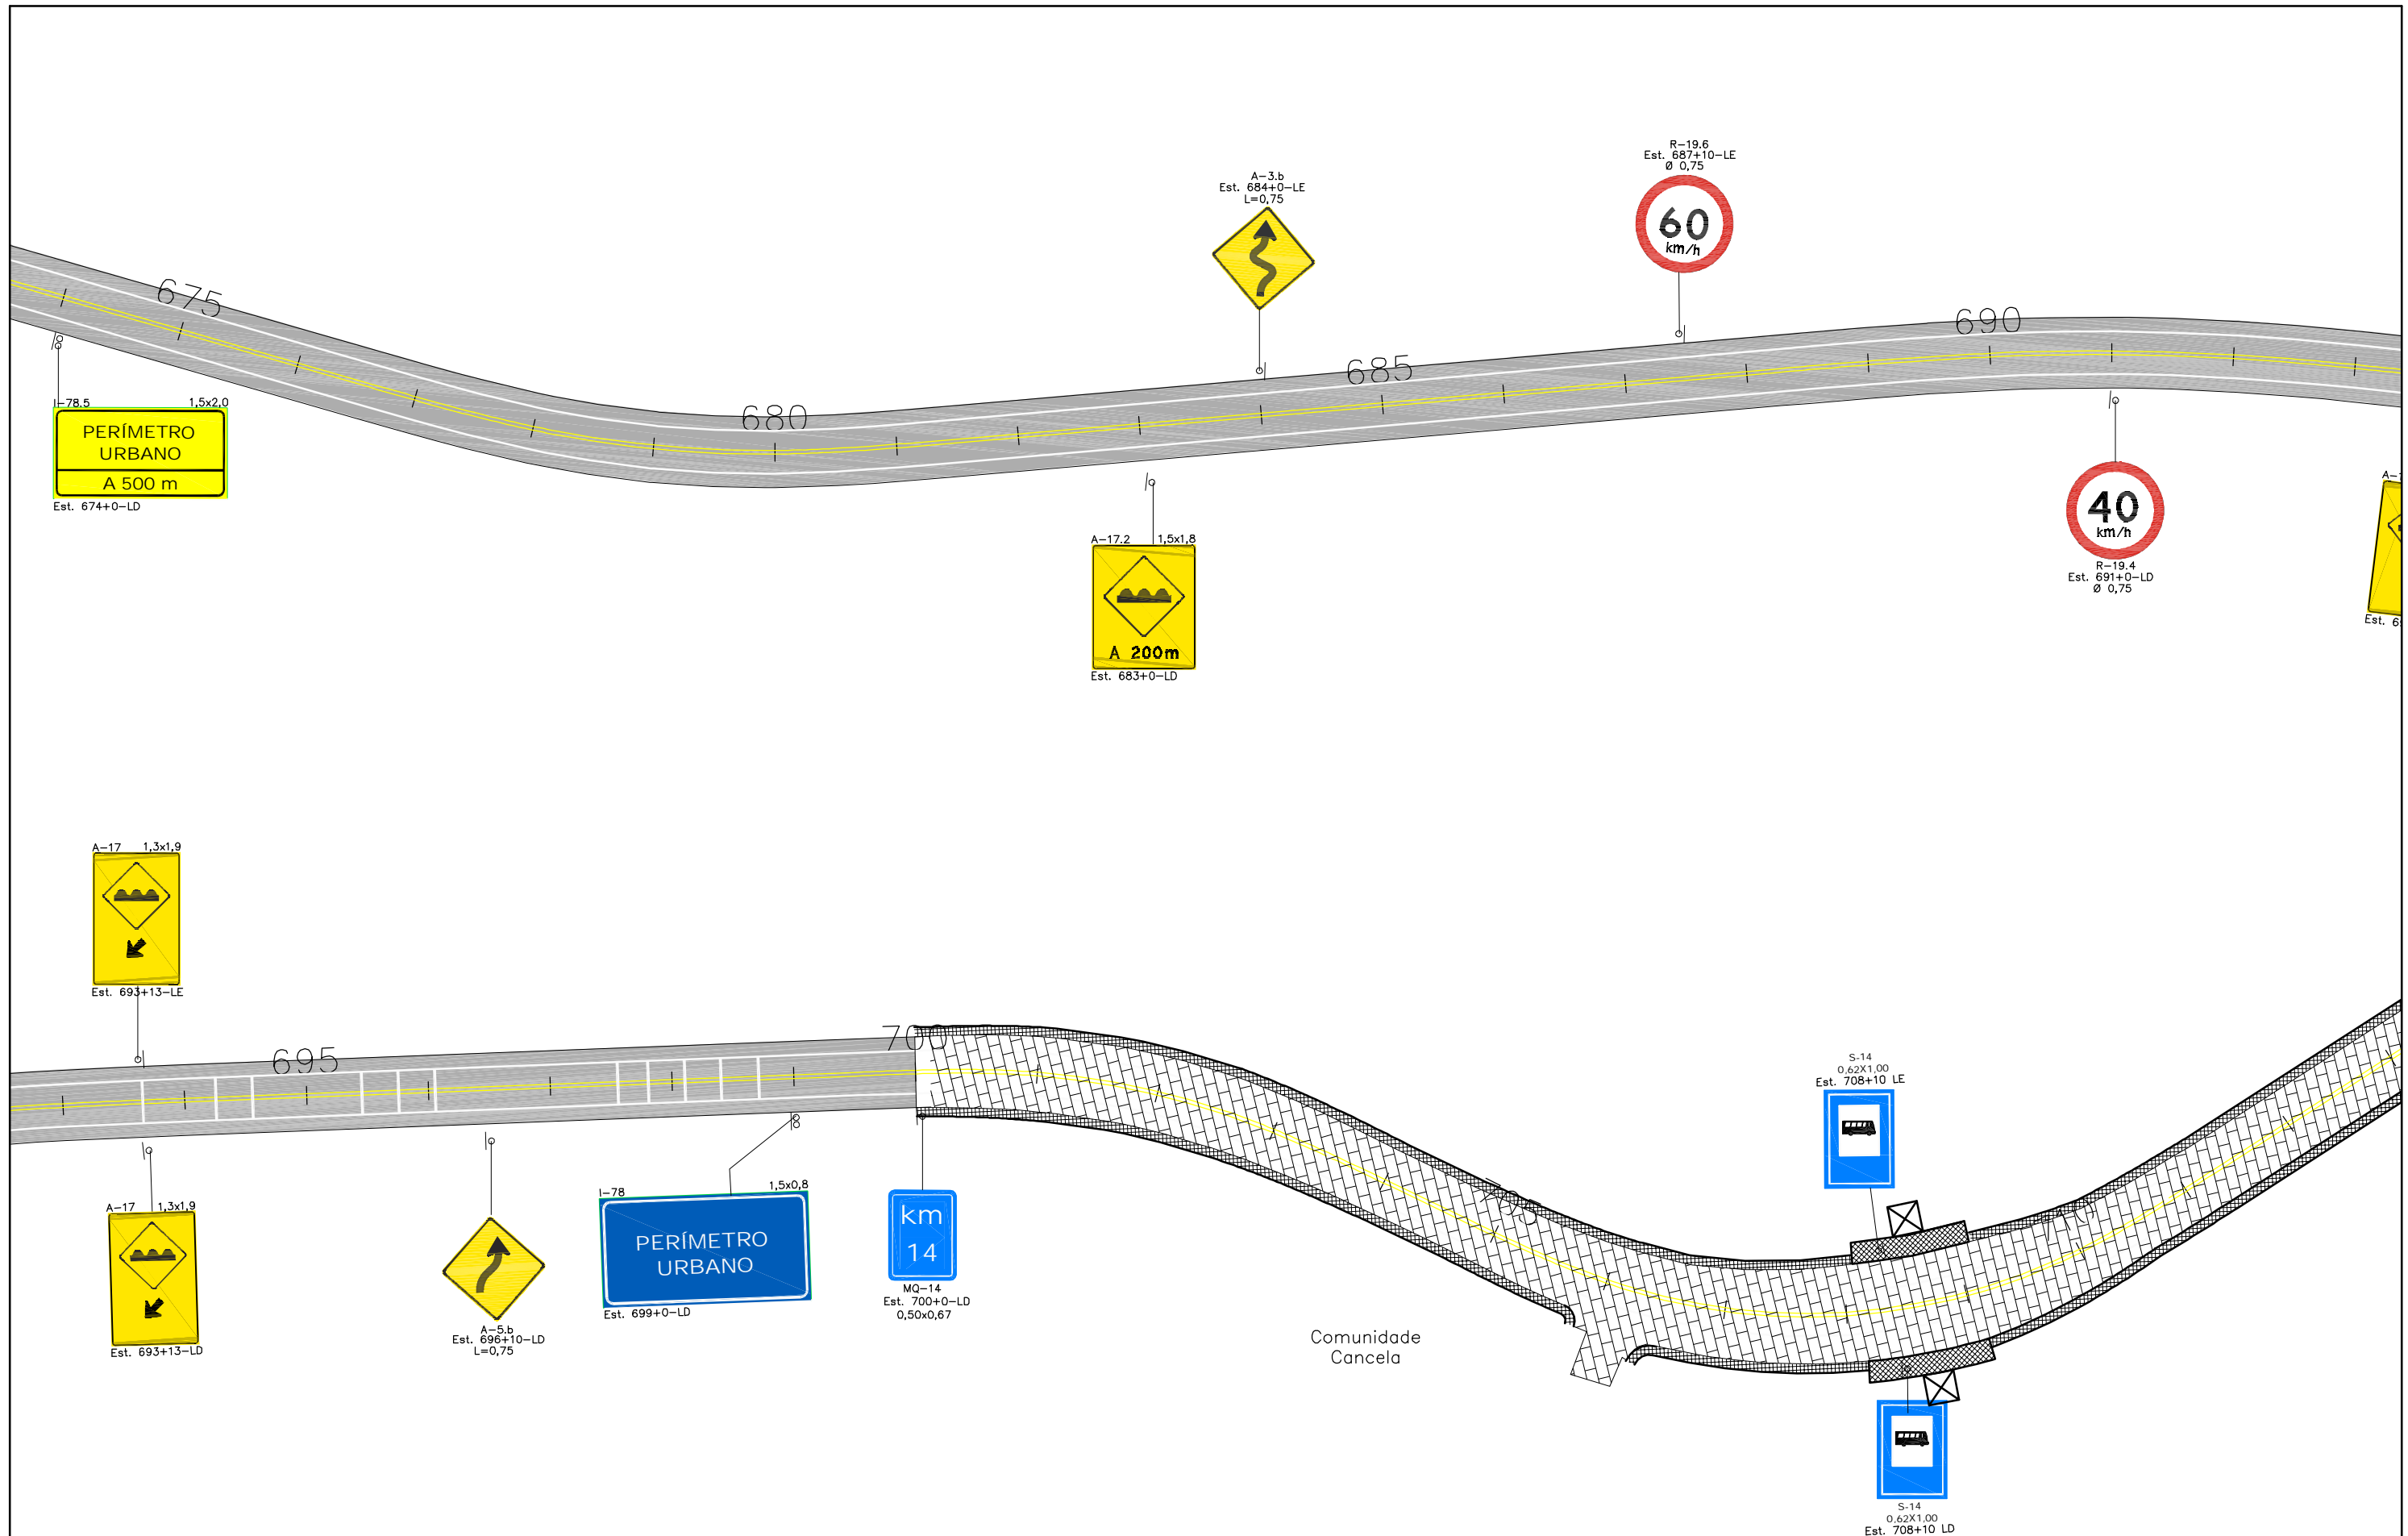 R-19.6
Est. 687+10-LE
Ø 0,75
60
km/h
A-3.b
Est. 684+0-LE
L=0,75
675
680
685
690
I-78.5 1,5x2,0
PERÍMETRO
URBANO
A 500 m
Est. 674+0-LD
A-17.2 1,5x1,8
A 200m
Est. 683+0-LD
40
km/h
R-19.4
Est. 691+0-LD
Ø 0,75
Est.
A-17 1,3x1,9
Est. 693+13-LE
695
700
705
A-17 1,3x1,9
Est. 693+13-LD
A-5.b
Est. 696+10-LD
L=0,75
I-78 1,5x0,8
PERÍMETRO
URBANO
Est. 699+0-LD
km
14
MQ-14
Est. 700+0-LD
0,50x0,67
Comunidade
Cancela
S-14
0,62X1,00
Est. 708+10 LE
710
S-14
0,62X1,00
Est. 708+10 LD